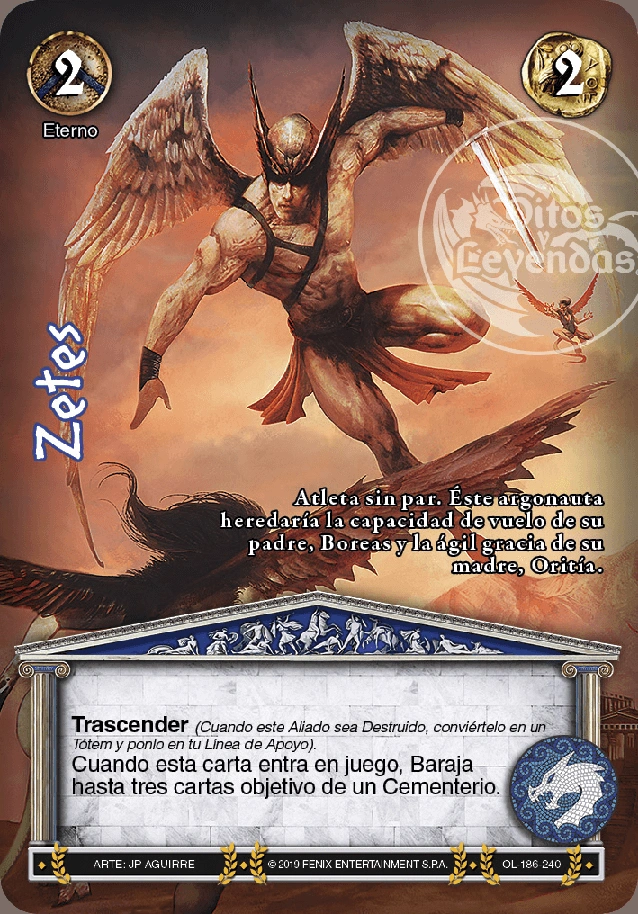 2
2
Eterno
Mitos
y
Leyendas
Zetes
Atleta sin par. Éste argonauta
heredaría la capacidad de vuelo de su
padre, Boreas y la ágil gracia de su
madre, Oritía.
Trascender (Cuando este Aliado sea Destruido, conviértelo en un
Tótem y ponlo en tu Línea de Apoyo).
Cuando esta carta entra en juego, Baraja
hasta tres cartas objetivo de un Cementerio.
ARTE: JP AGUIRRE
© 2019 FENIX ENTERTAINMENT S.P.A.
OL 186-240